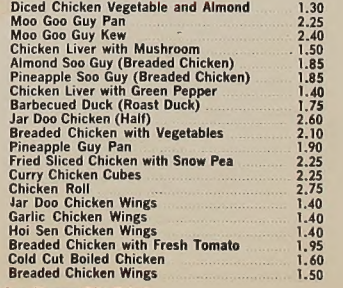 Diced Chicken Vegetable and Almond 1.30
Moo Goo Guy Pan 2.25
Moo Goo Guy Kew 2.40
Chicken Liver with Mushroom 1.50
Almond Soo Guy (Breaded Chicken) 1.85
Pineapple Soo Guy (Breaded Chicken) 1.85
Chicken Liver with Green Pepper 1.40
Barbecued Duck (Roast Duck) 1.75
Jar Doo Chicken (Half) 2.60
Breaded Chicken with Vegetables 2.10
Pineapple Guy Pan 1.90
Fried Sliced Chicken with Snow Pea 2.25
Curry Chicken Cubes 2.25
Chicken Roll 2.75
Jar Doo Chicken Wings 1.40
Garlic Chicken Wings 1.40
Hoi Sen Chicken Wings 1.40
Breaded Chicken with Fresh Tomato 1.95
Cold Cut Boiled Chicken 1.60
Breaded Chicken Wings 1.50